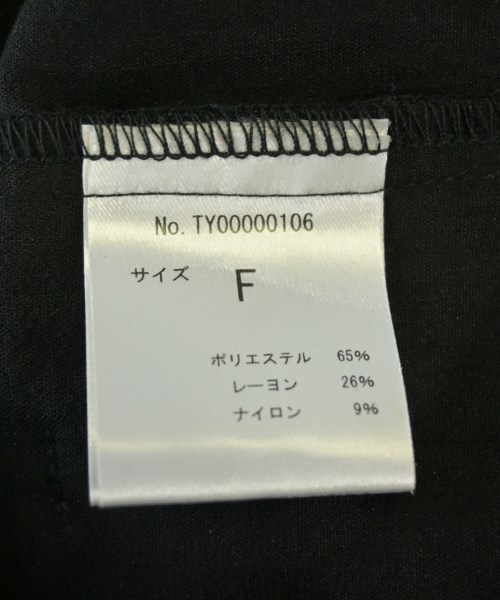 No. TY00000106
サイズ F
ポリエステル 65%
レーヨン 26%
ナイロン 9%